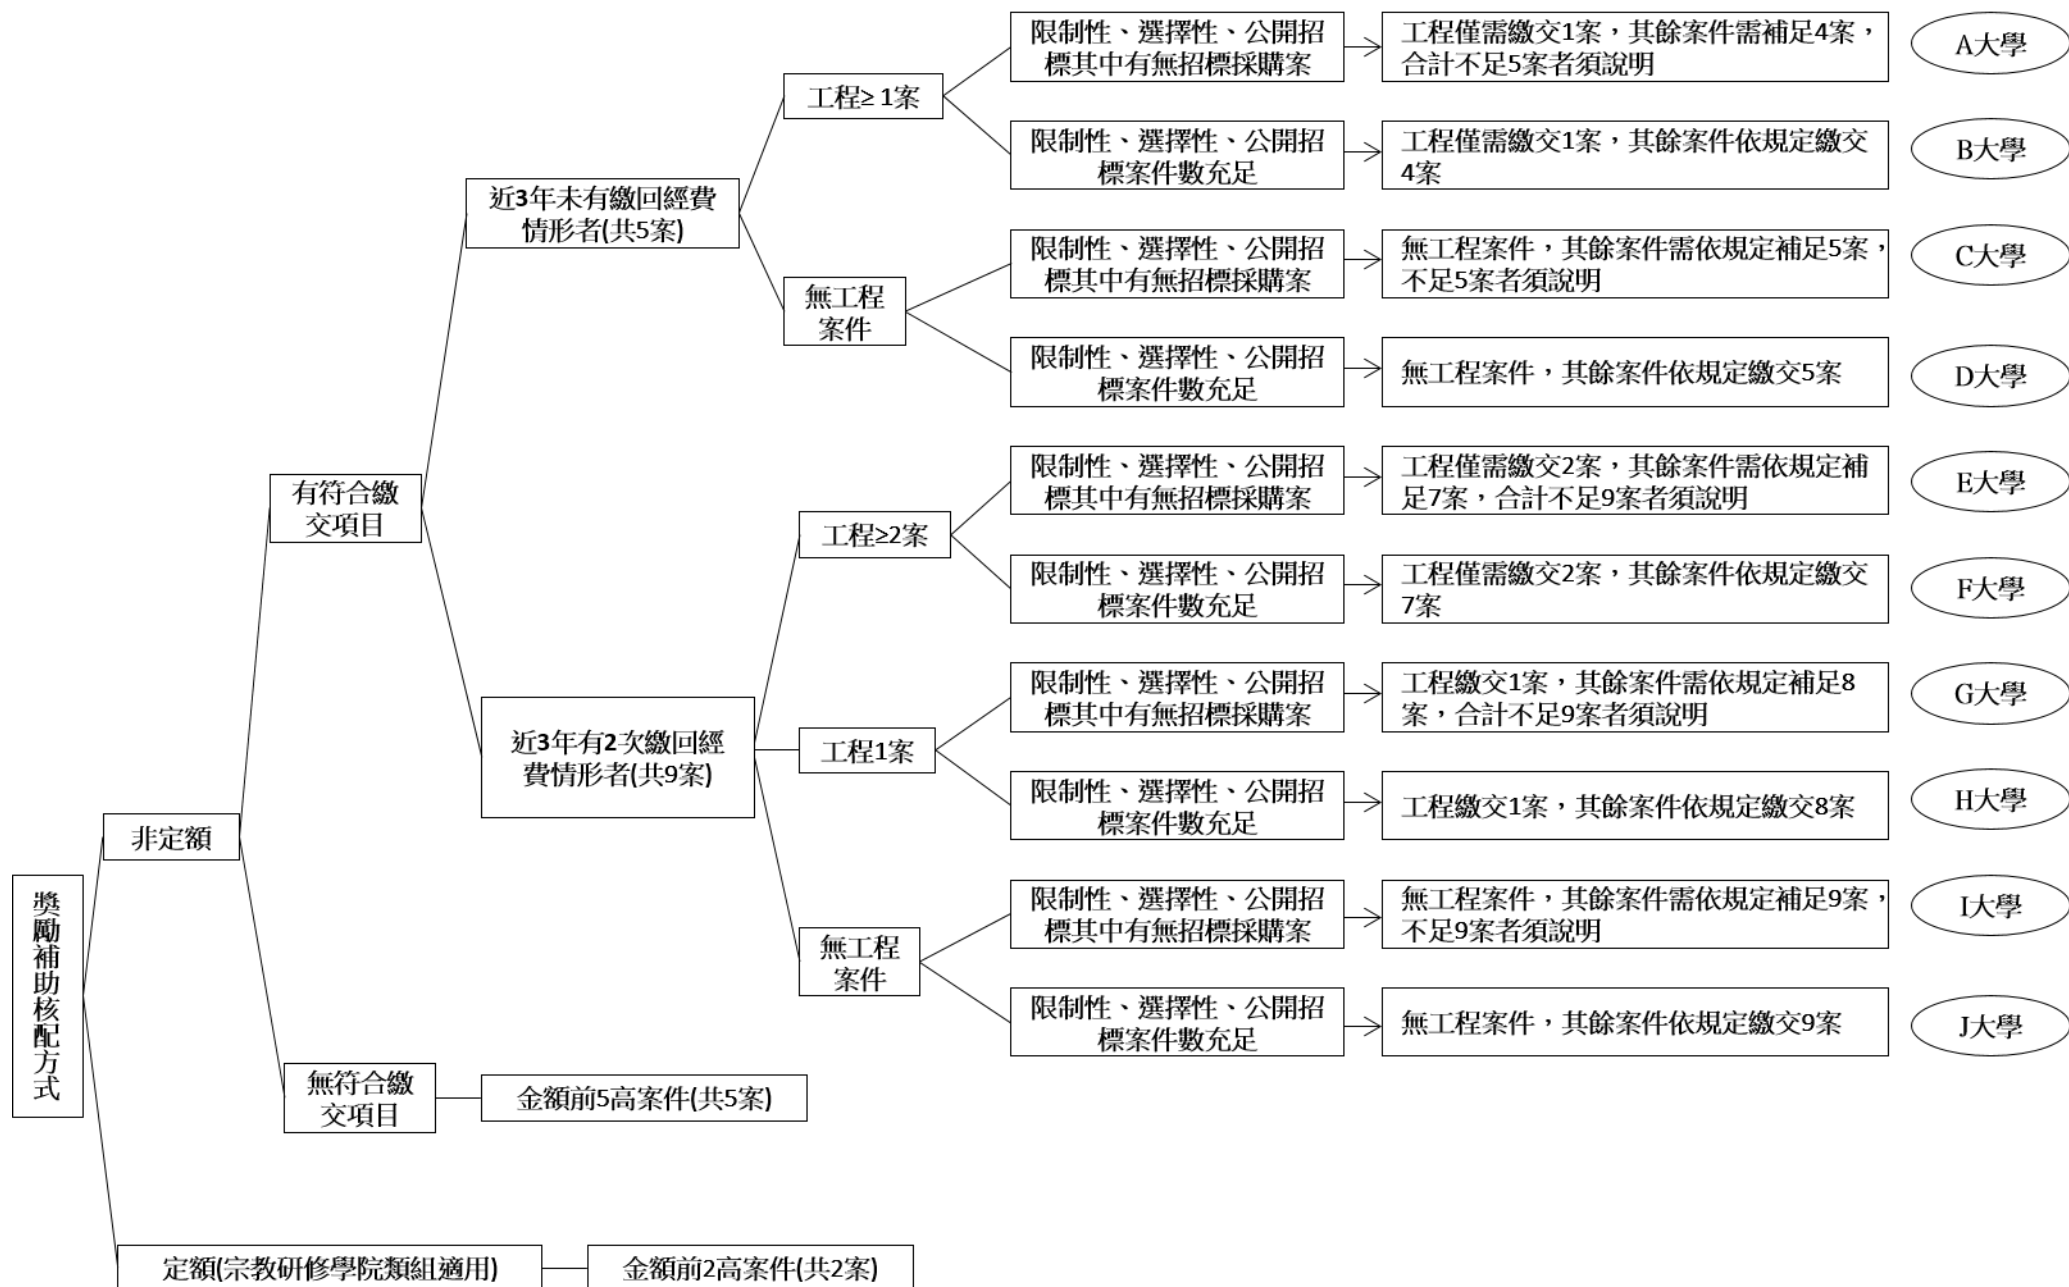 獎勵補助核配方式
非定額
有符合繳
交項目
近3年未有繳回經費
情形者(共5案)
工程≥ 1案
限制性、選擇性、公開招
標其中有無招標採購案
工程僅需繳交1案，其餘案件需補足4案，
合計不足5案者須說明
A大學
限制性、選擇性、公開招
標案件數充足
工程僅需繳交1案，其餘案件依規定繳交
4案
B大學
無工程
案件
限制性、選擇性、公開招
標其中有無招標採購案
無工程案件，其餘案件需依規定補足5案，
不足5案者須說明
C大學
限制性、選擇性、公開招
標案件數充足
無工程案件，其餘案件依規定繳交5案
D大學
近3年有2次繳回經
費情形者(共9案)
工程≥2案
限制性、選擇性、公開招
標其中有無招標採購案
工程僅需繳交2案，其餘案件需依規定補
足7案，合計不足9案者須說明
E大學
限制性、選擇性、公開招
標案件數充足
工程僅需繳交2案，其餘案件依規定繳交
7案
F大學
工程1案
限制性、選擇性、公開招
標其中有無招標採購案
工程繳交1案，其餘案件需依規定補足8
案，合計不足9案者須說明
G大學
限制性、選擇性、公開招
標案件數充足
工程繳交1案，其餘案件依規定繳交8案
H大學
無工程
案件
限制性、選擇性、公開招
標其中有無招標採購案
無工程案件，其餘案件需依規定補足9案，
不足9案者須說明
I大學
限制性、選擇性、公開招
標案件數充足
無工程案件，其餘案件依規定繳交9案
J大學
無符合繳
交項目
金額前5高案件(共5案)
定額(宗教研修學院類組適用)
金額前2高案件(共2案)